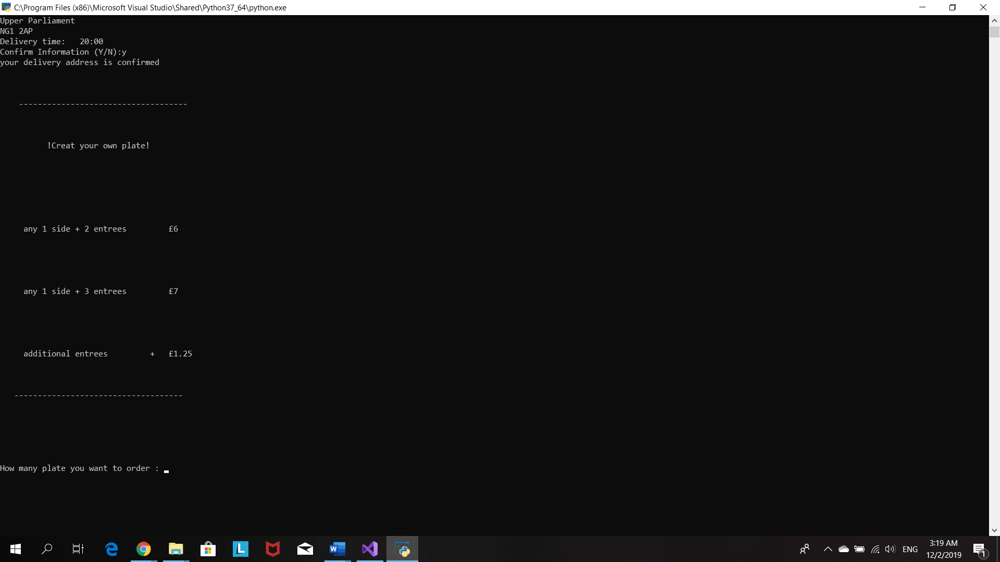 C:\Program Files (x86)\Microsoft Visual Studio\Shared\Python37_64\python.exe
Upper Parliament
NG1 2AP
Delivery time:   20:00
Confirm Information (Y/N):y
your delivery address is confirmed
------------------------------------
!Creat your own plate!
any 1 side + 2 entrees         £6
any 1 side + 3 entrees         £7
additional entrees         +   £1.25
------------------------------------
How many plate you want to order :
L
W
ENG
3:19 AM
12/2/2019
1